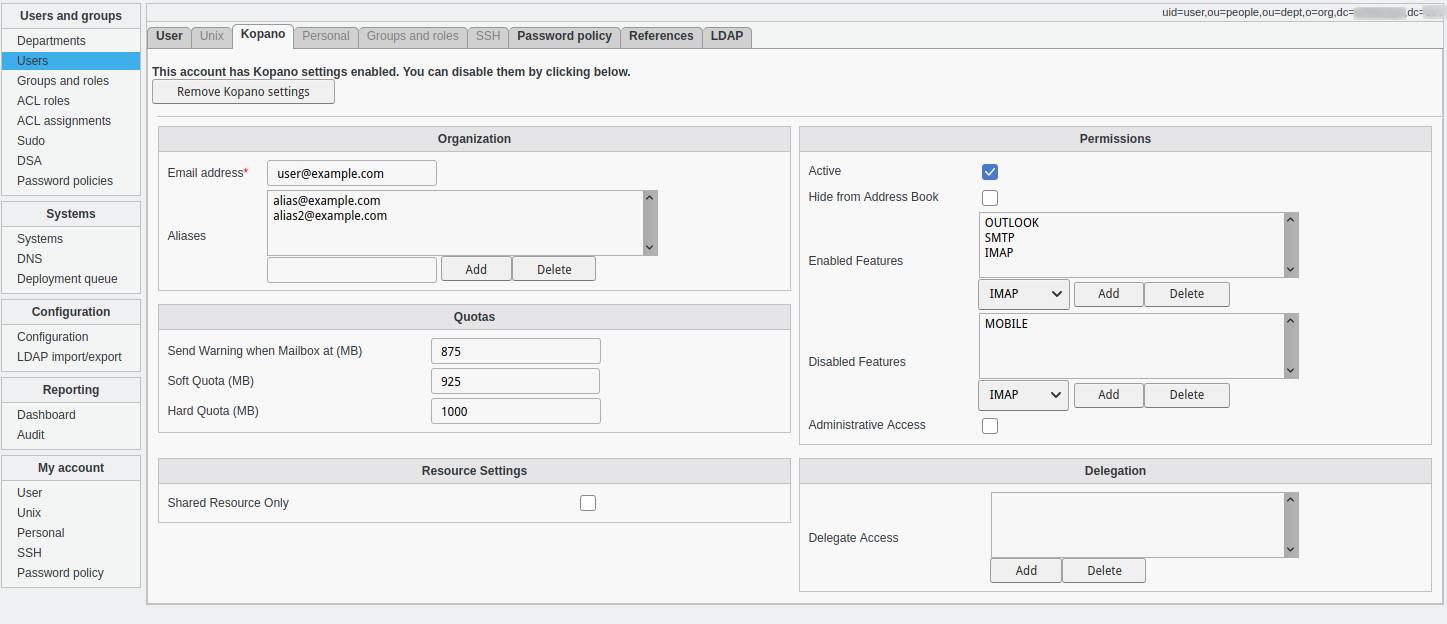 uid=user,ou=people,ou=dept,o=org,dc=
,dc=
Users and groups
Departments
Users
Groups and roles
ACL roles
ACL assignments
Sudo
DSA
Password policies
Systems
Systems
DNS
Deployment queue
Configuration
Configuration
LDAP import/export
Reporting
Dashboard
Audit
My account
User
Unix
Personal
SSH
Password policy
User Unix Kopano Personal Groups and roles SSH Password policy References LDAP
This account has Kopano settings enabled. You can disable them by clicking below.
Remove Kopano settings
Organization
Email address* user@example.com
Aliases
alias@example.com
alias2@example.com
Add Delete
Quotas
Send Warning when Mailbox at (MB) 875
Soft Quota (MB) 925
Hard Quota (MB) 1000
Resource Settings
Shared Resource Only
Permissions
Active
Hide from Address Book
Enabled Features
OUTLOOK
SMTP
IMAP
IMAP Add Delete
Disabled Features
MOBILE
IMAP Add Delete
Administrative Access
Delegation
Delegate Access
Add Delete